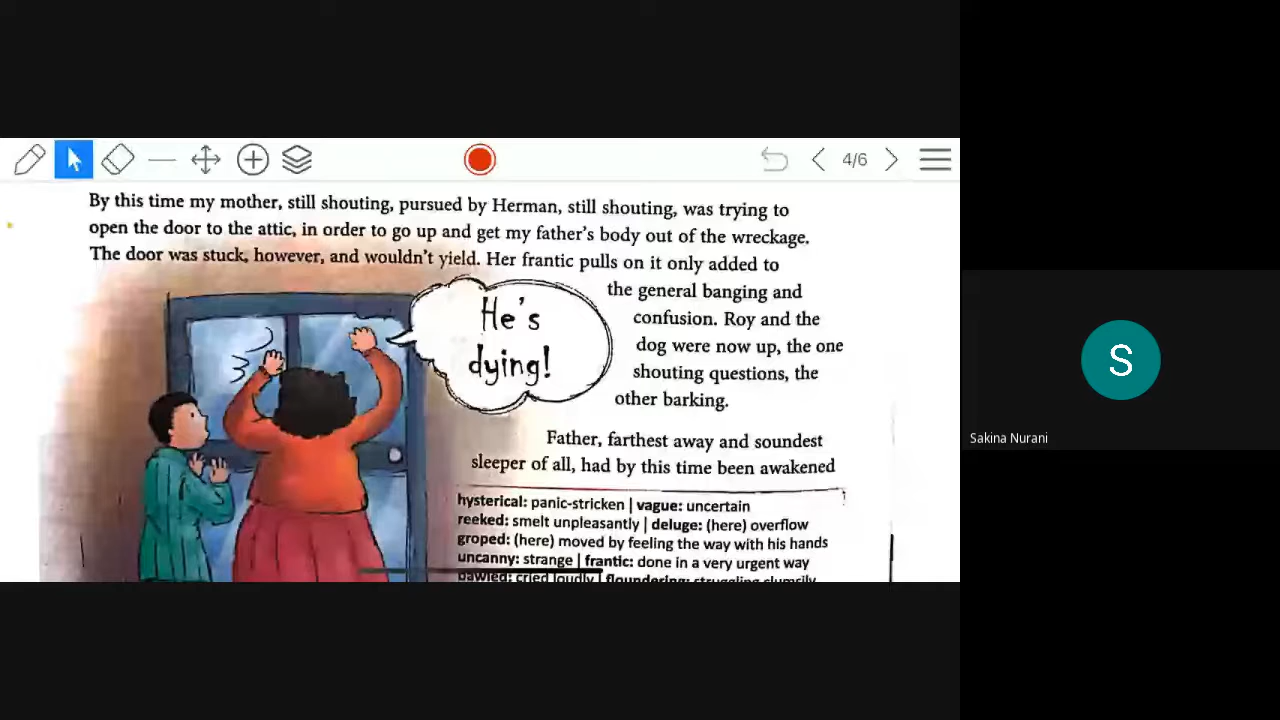 4/6
By this time my mother, still shouting, pursued by Herman, still shouting, was trying to
open the door to the attic, in order to go up and get my father's body out of the wreckage.
The door was stuck, however, and wouldn't yield. Her frantic pulls on it only added to
the general banging and
confusion. Roy and the
dog were now up, the one
shouting questions, the
other barking.
He's
dying!
Father, farthest away and soundest
sleeper of all, had by this time been awakened
hysterical: panic-stricken | vague: uncertain
reeked: smelt unpleasantly | deluge: (here) overflow
groped: (here) moved by feeling the way with his hands
uncanny: strange | frantic: done in a very urgent way
bawled: cried loudly | floundering: struggling clumsily
S
Sakina Nurani